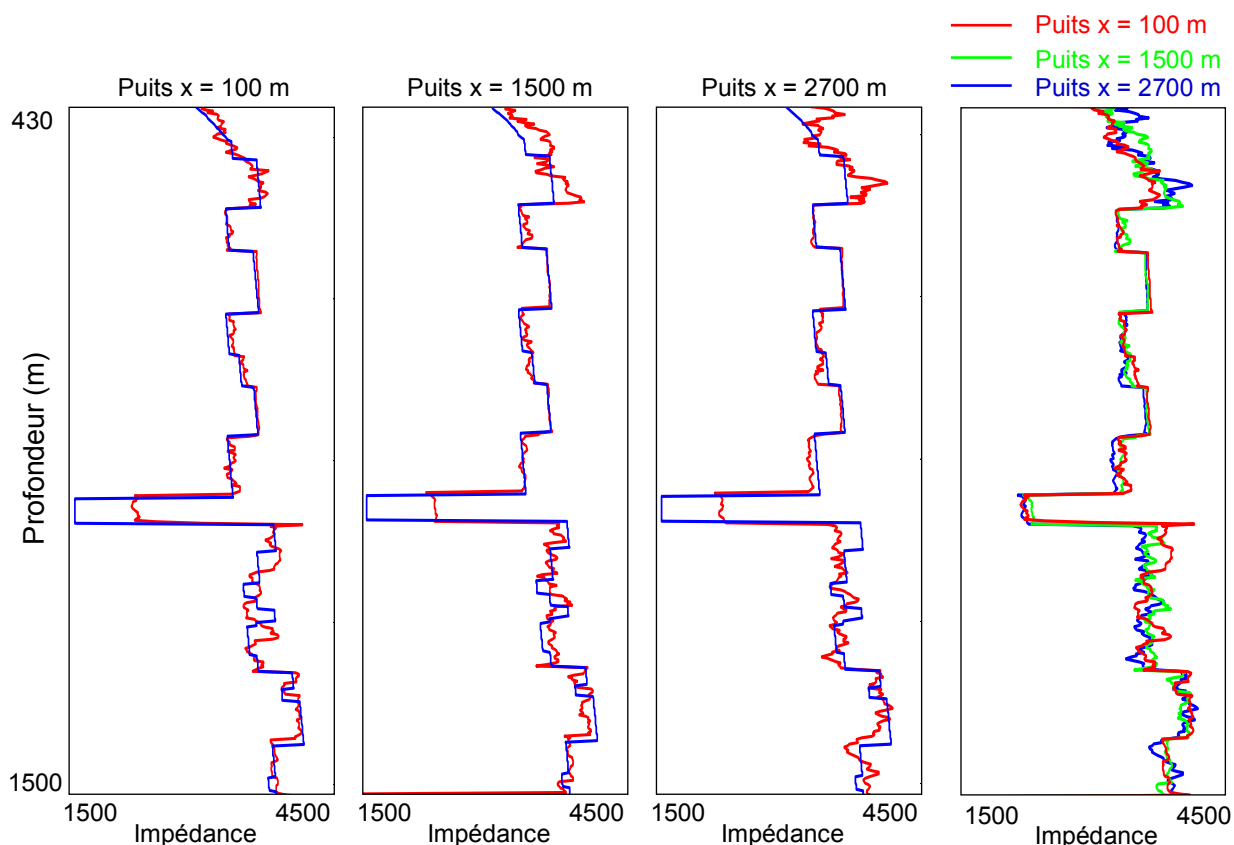 Puits x = 100 m
Puits x = 1500 m
Puits x = 2700 m
Puits x = 100 m
Puits x = 1500 m
Puits x = 2700 m
430
Profondeur (m)
1500
1500 4500
Impédance
1500 4500
Impédance
1500 4500
Impédance
1500 4500
Impédance